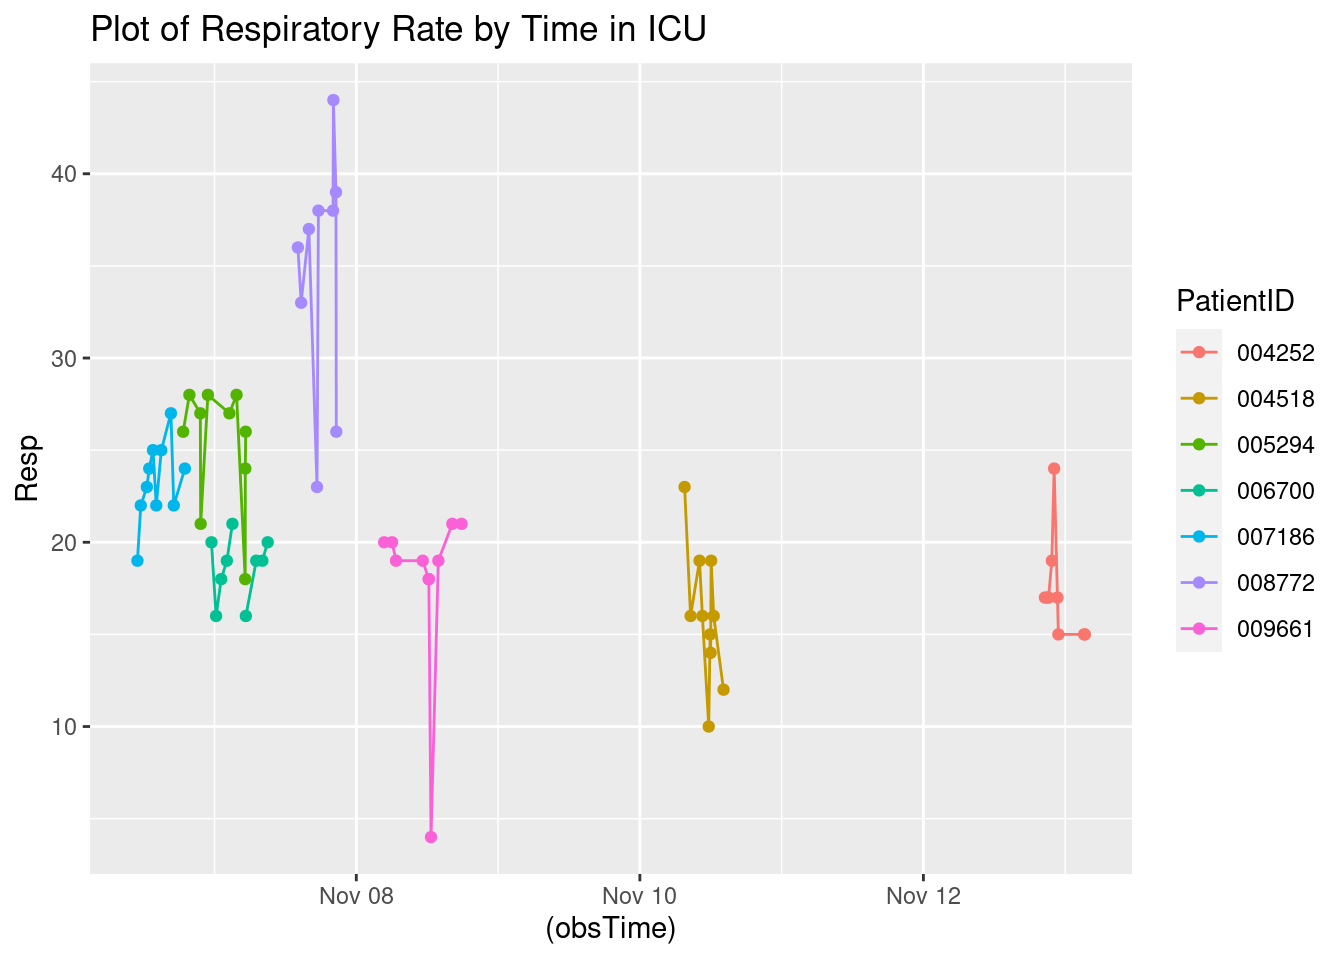 Plot of Respiratory Rate by Time in ICU
Resp
40
30
20
10
Nov 08
Nov 10
Nov 12
(obsTime)
PatientID
004252
004518
005294
006700
007186
008772
009661